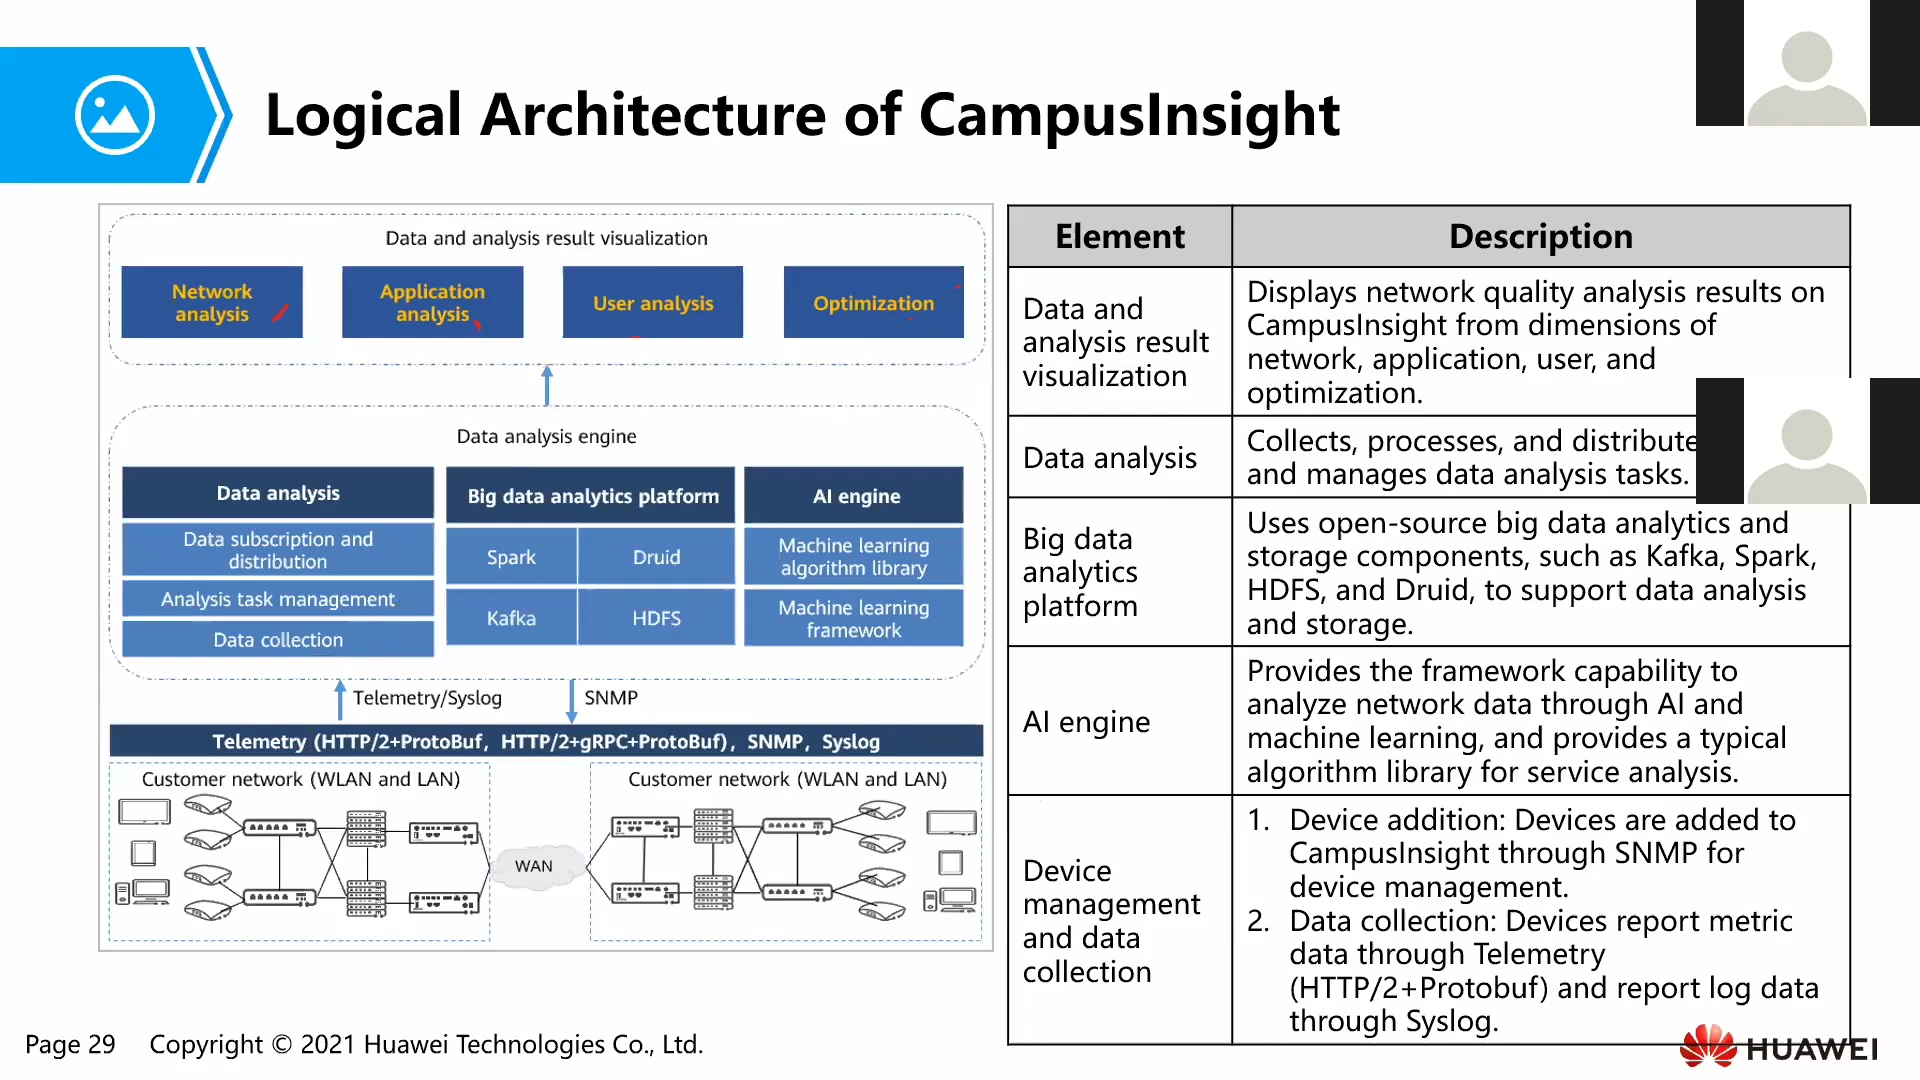 Logical Architecture of CampusInsight
Data and analysis result visualization
Network
analysis
Application
analysis
User analysis
Optimization
Data analysis engine
Data analysis
Data subscription and
distribution
Analysis task management
Data collection
Big data analytics platform
Spark
Druid
Kafka
HDFS
AI engine
Machine learning
algorithm library
Machine learning
framework
Telemetry/Syslog
SNMP
Telemetry (HTTP/2+ProtoBuf, HTTP/2+gRPC+ProtoBuf), SNMP, Syslog
Customer network (WLAN and LAN)
WAN
Customer network (WLAN and LAN)
Element
Description
Data and
analysis result
visualization
Displays network quality analysis results on
CampusInsight from dimensions of
network, application, user, and
optimization.
Data analysis
Collects, processes, and distribute
and manages data analysis tasks.
Big data
analytics
platform
Uses open-source big data analytics and
storage components, such as Kafka, Spark,
HDFS, and Druid, to support data analysis
and storage.
AI engine
Provides the framework capability to
analyze network data through AI and
machine learning, and provides a typical
algorithm library for service analysis.
Device
management
and data
collection
1. Device addition: Devices are added to
CampusInsight through SNMP for
device management.
2. Data collection: Devices report metric
data through Telemetry
(HTTP/2+Protobuf) and report log data
through Syslog.
Page 29
Copyright © 2021 Huawei Technologies Co., Ltd.
HUAWEI